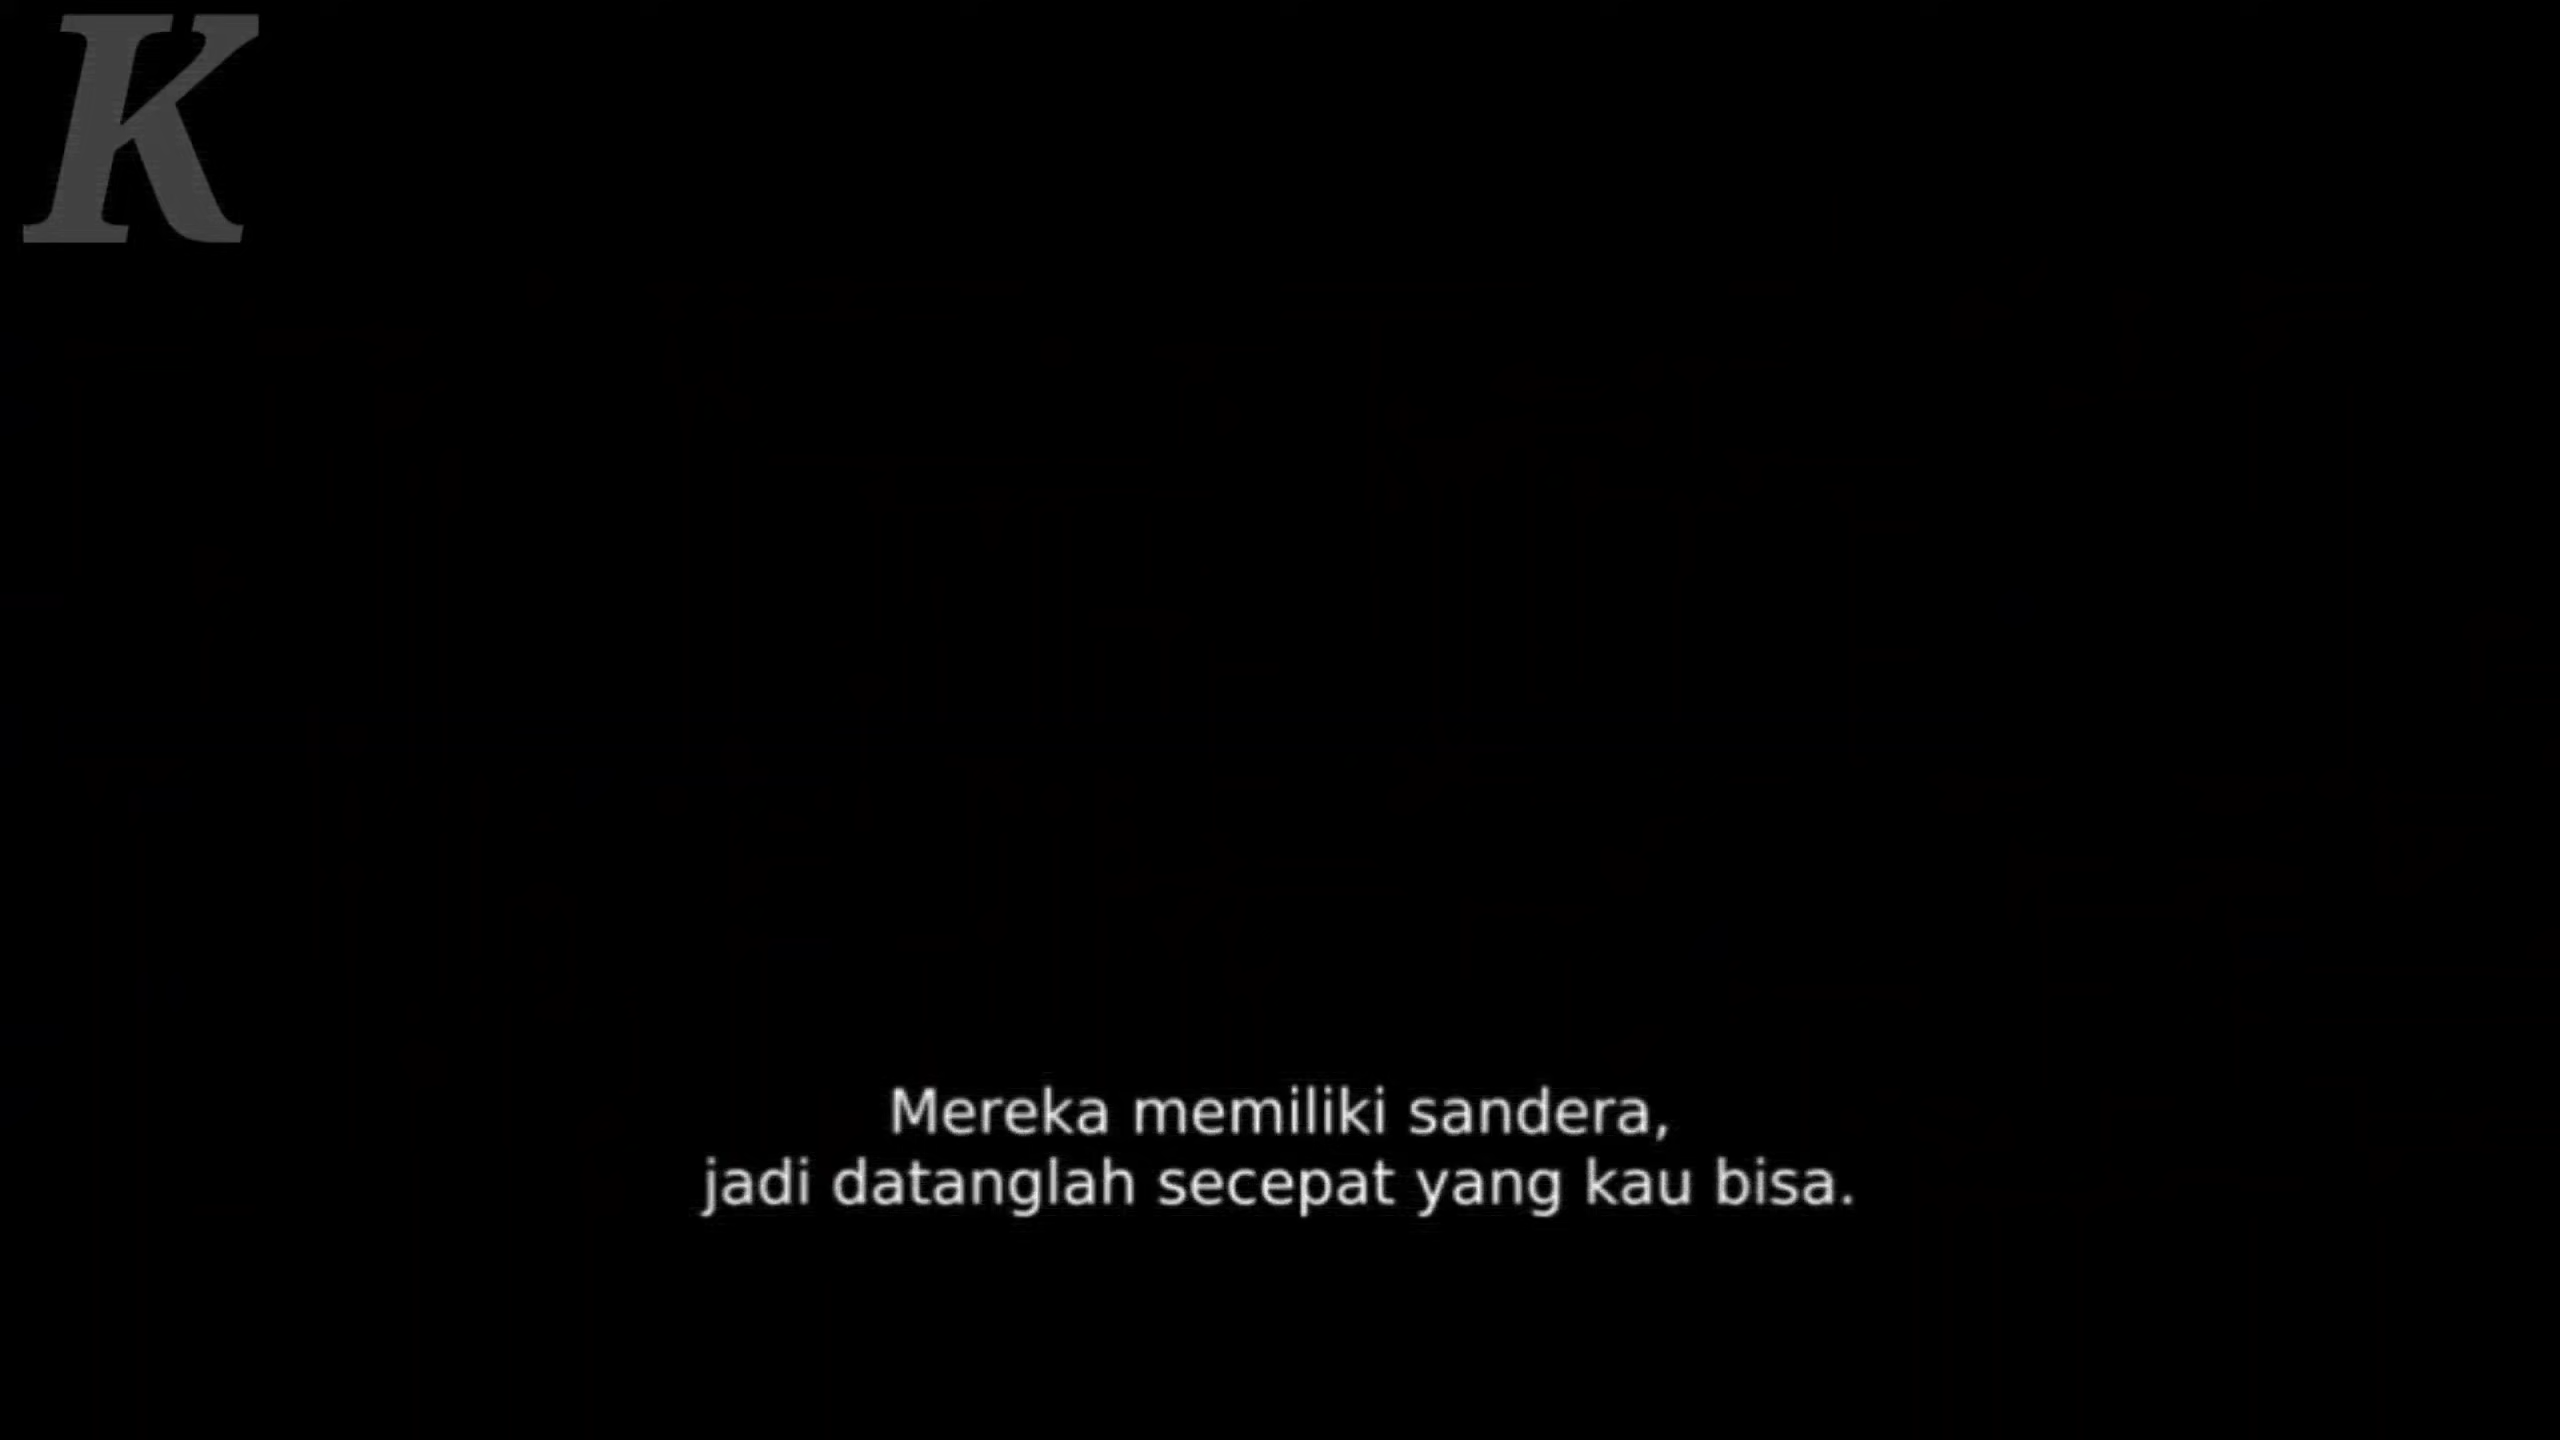 K
Mereka memiliki sandera,
jadi datanglah secepat yang kau bisa.